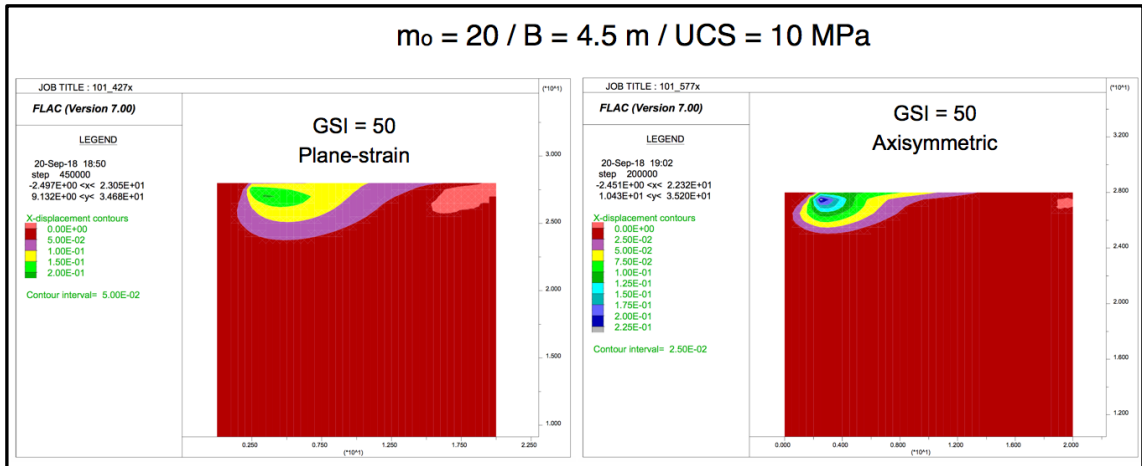 mo = 20 / B = 4.5 m / UCS = 10 MPa
JOB TITLE : 101_427x
FLAC (Version 7.00)
LEGEND
20-Sep-18 18:50
step 450000
-2.497E+00 <x< 2.305E+01
9.132E+00 <y< 3.468E+01
X-displacement contours
0.00E+00
5.00E-02
1.00E-01
1.50E-01
2.00E-01
Contour interval= 5.00E-02
GSI = 50
Plane-strain
(*10^1)
3.000
2.500
2.000
1.500
1.000
0.250
0.750
1.250
1.750
2.250
(*10^1)
JOB TITLE : 101_577x
FLAC (Version 7.00)
LEGEND
20-Sep-18 19:02
step 200000
-2.451E+00 <x< 2.232E+01
1.043E+01 <y< 3.520E+01
X-displacement contours
0.00E+00
2.50E-02
5.00E-02
7.50E-02
1.00E-01
1.25E-01
1.50E-01
1.75E-01
2.00E-01
2.25E-01
Contour interval= 2.50E-02
GSI = 50
Axisymmetric
(*10^1)
3.200
2.800
2.400
2.000
1.600
1.200
0.000
0.400
0.800
1.200
1.600
2.000
(*10^1)